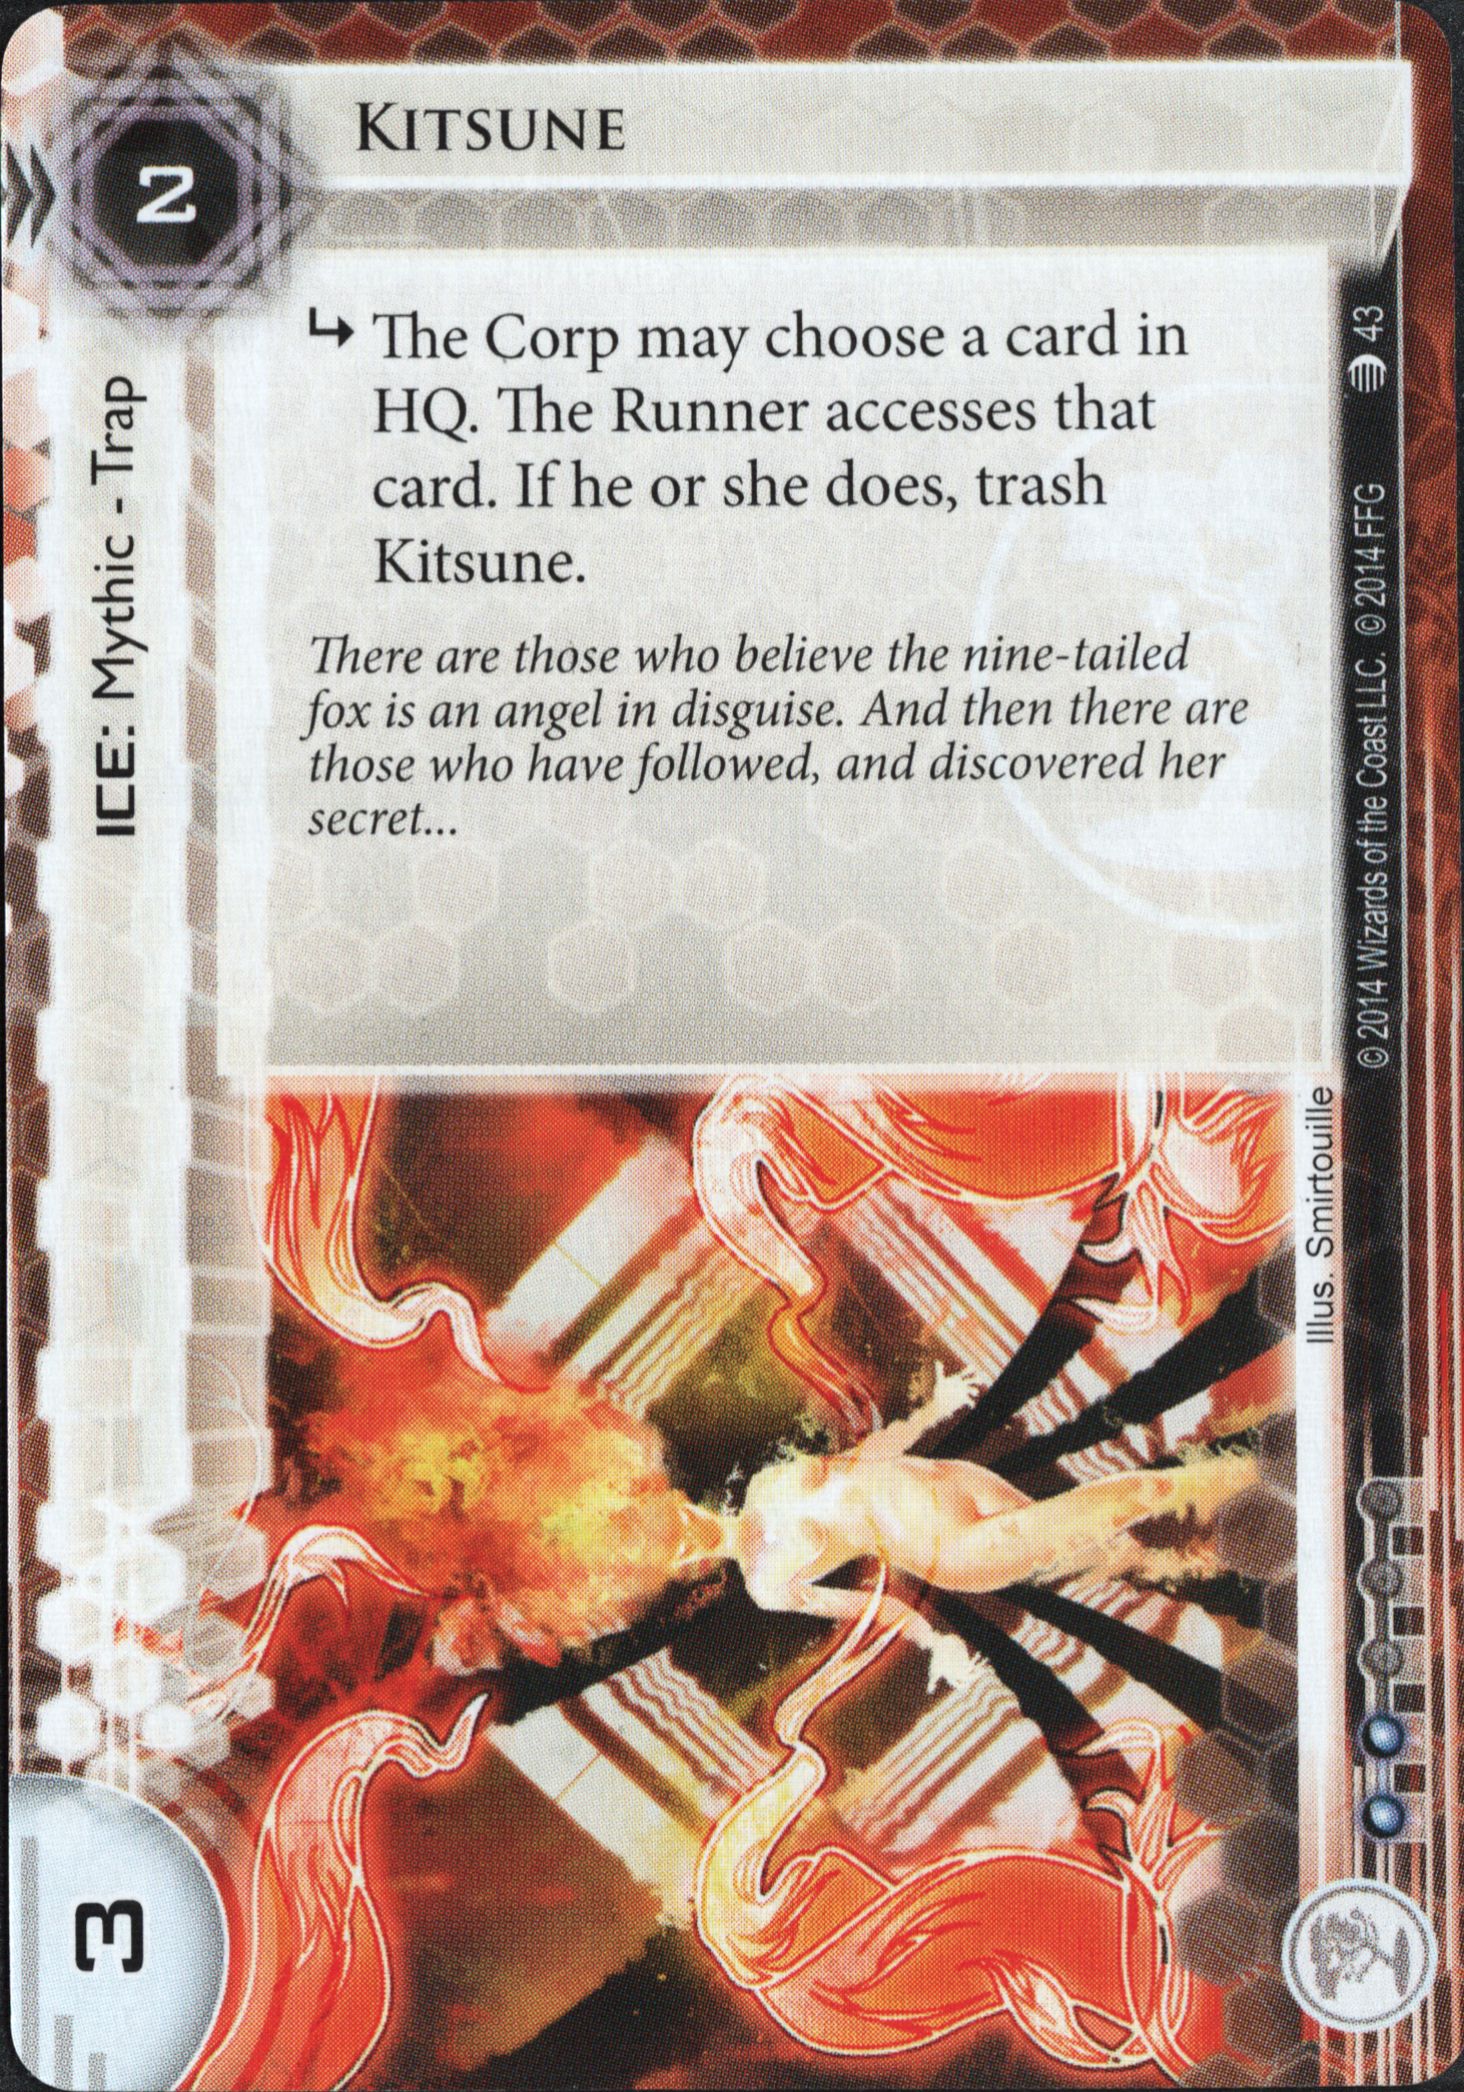 KITSUNE
2
↳ The Corp may choose a card in
HQ. The Runner accesses that
card. If he or she does, trash
Kitsune.
There are those who believe the nine-tailed
fox is an angel in disguise. And then there are
those who have followed, and discovered her
secret...
ICE: Mythic - Trap
3
Illus. Smirtouille
© 2014 Wizards of the Coast LLC. © 2014 FFG 43